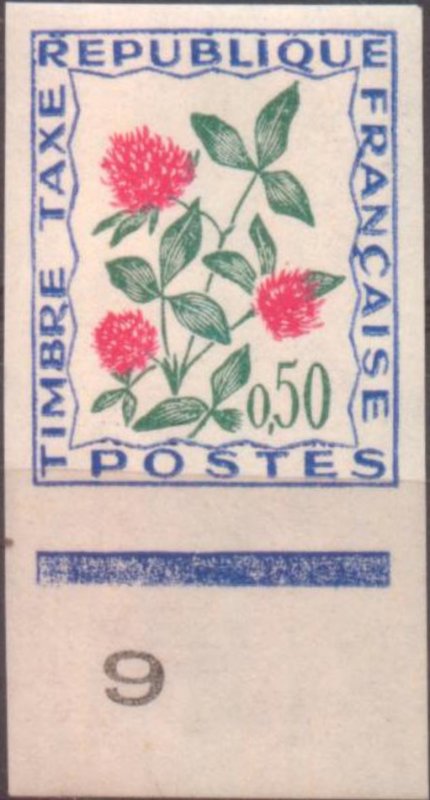 REPUBLIQUE
FRANÇAISE
TIMBRE TAXE
0,50
POSTES
9